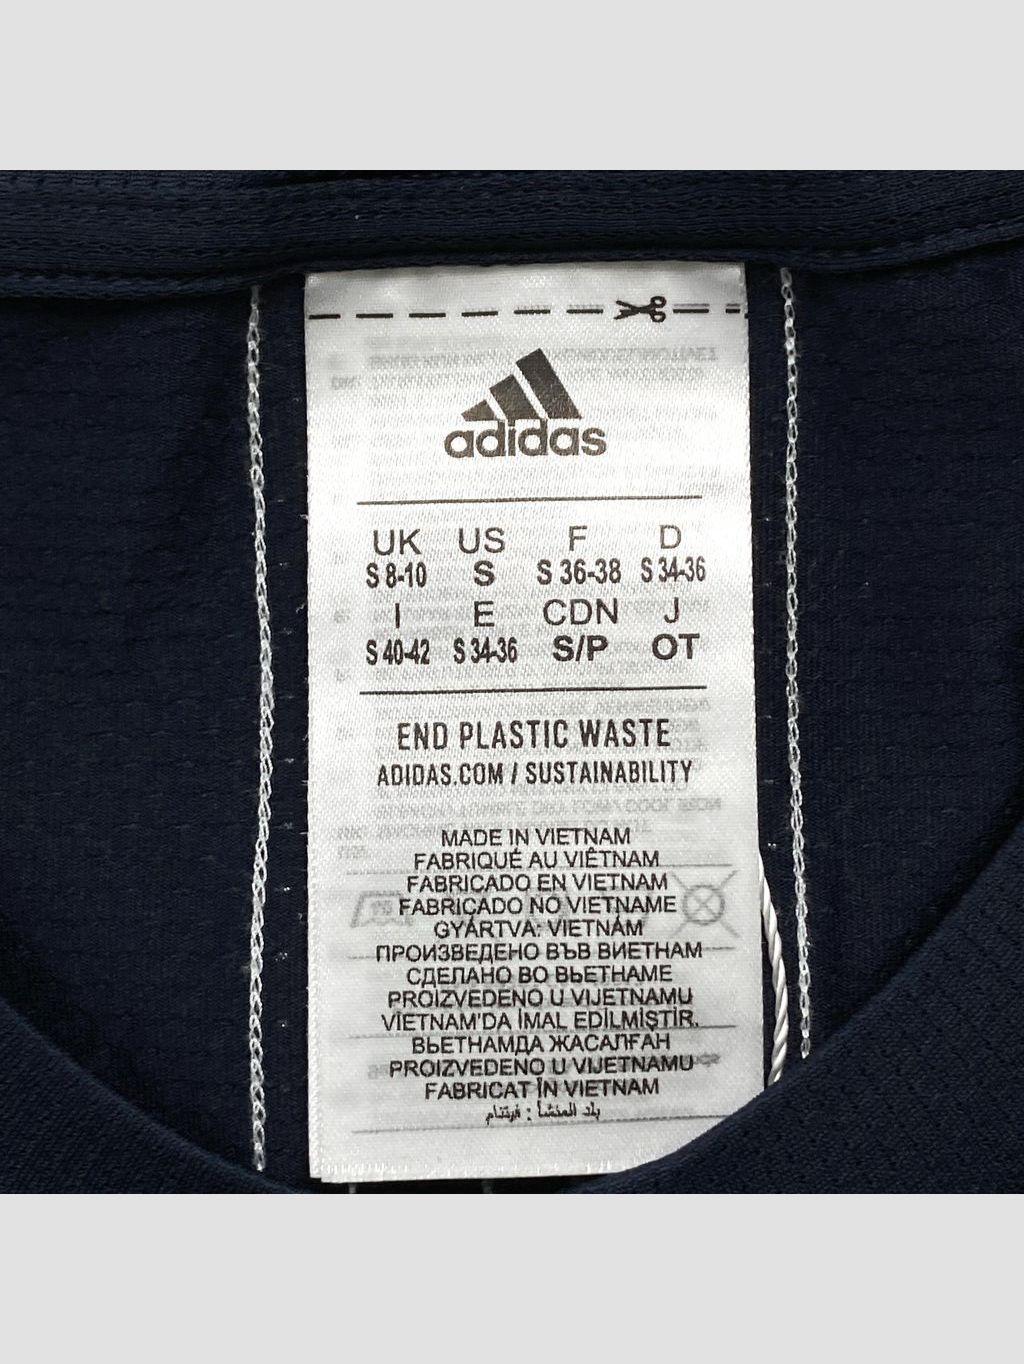 adidas
UK US F D
S 8-10 S S 36-38 S 34-36
I E CDN J
S 40-42 S 34-36 S/P OT
END PLASTIC WASTE
ADIDAS.COM / SUSTAINABILITY
MADE IN VIETNAM
FABRIQUÉ AU VIÊTNAM
FABRICADO EN VIETNAM
FABRICADO NO VIETNAME
GYÁRTVA: VIETNÁM
ПРОИЗВЕДЕНО ВЪВ ВИЕТНАМ
СДЕЛАНО ВО ВЬЕТНАМЕ
PROIZVEDENO U VIJETNAMU
VİETNAM'DA İMAL EDİLMİŞTİR.
ВЬЕТНАМДА ЖАСАЛҒАН
PROIZVEDENO U VIJETNAMU
FABRICAT ÎN VIETNAM
بلد المنشأ : فيتنام